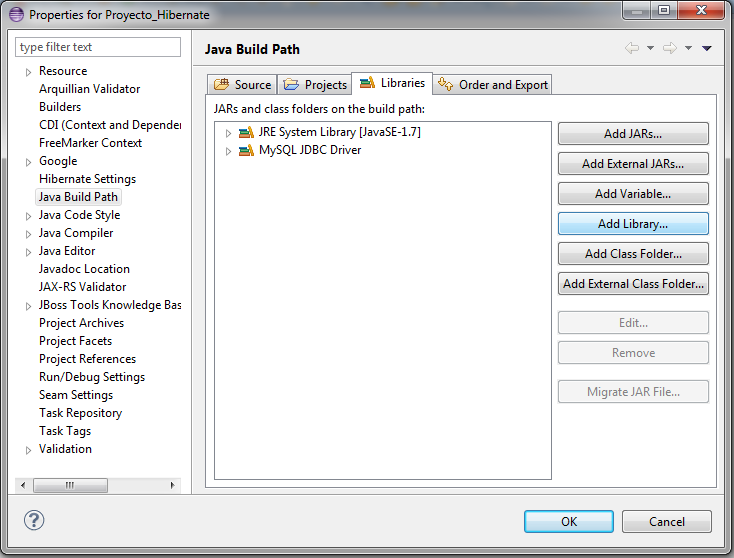 Properties for Proyecto_Hibernate
type filter text
Resource
Arquillian Validator
Builders
CDI (Context and Depender
FreeMarker Context
Google
Hibernate Settings
Java Build Path
Java Code Style
Java Compiler
Java Editor
Javadoc Location
JAX-RS Validator
JBoss Tools Knowledge Bas
Project Archives
Project Facets
Project References
Run/Debug Settings
Seam Settings
Task Repository
Task Tags
Validation
Java Build Path
Source Projects Libraries Order and Export
JARs and class folders on the build path:
JRE System Library [JavaSE-1.7]
MySQL JDBC Driver
Add JARs...
Add External JARs...
Add Variable...
Add Library...
Add Class Folder...
Add External Class Folder...
Edit...
Remove
Migrate JAR File...
OK Cancel